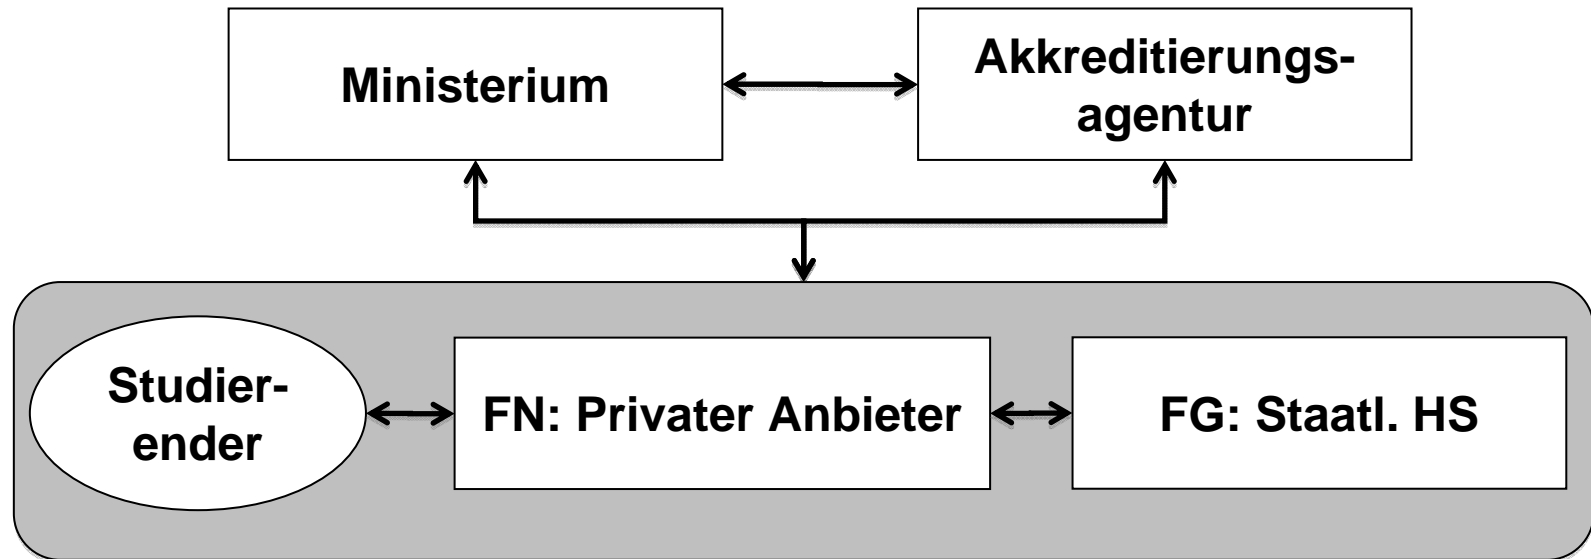 Ministerium
Akkreditierungs-
agentur
Studier-
ender
FN: Privater Anbieter
FG: Staatl. HS